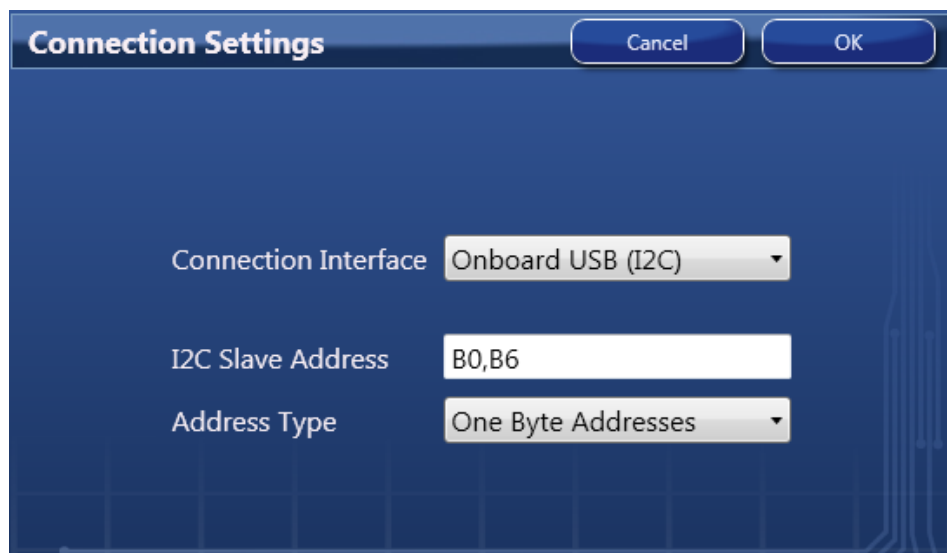 Connection Settings Cancel OK
Connection Interface Onboard USB (I2C)
I2C Slave Address B0,B6
Address Type One Byte Addresses